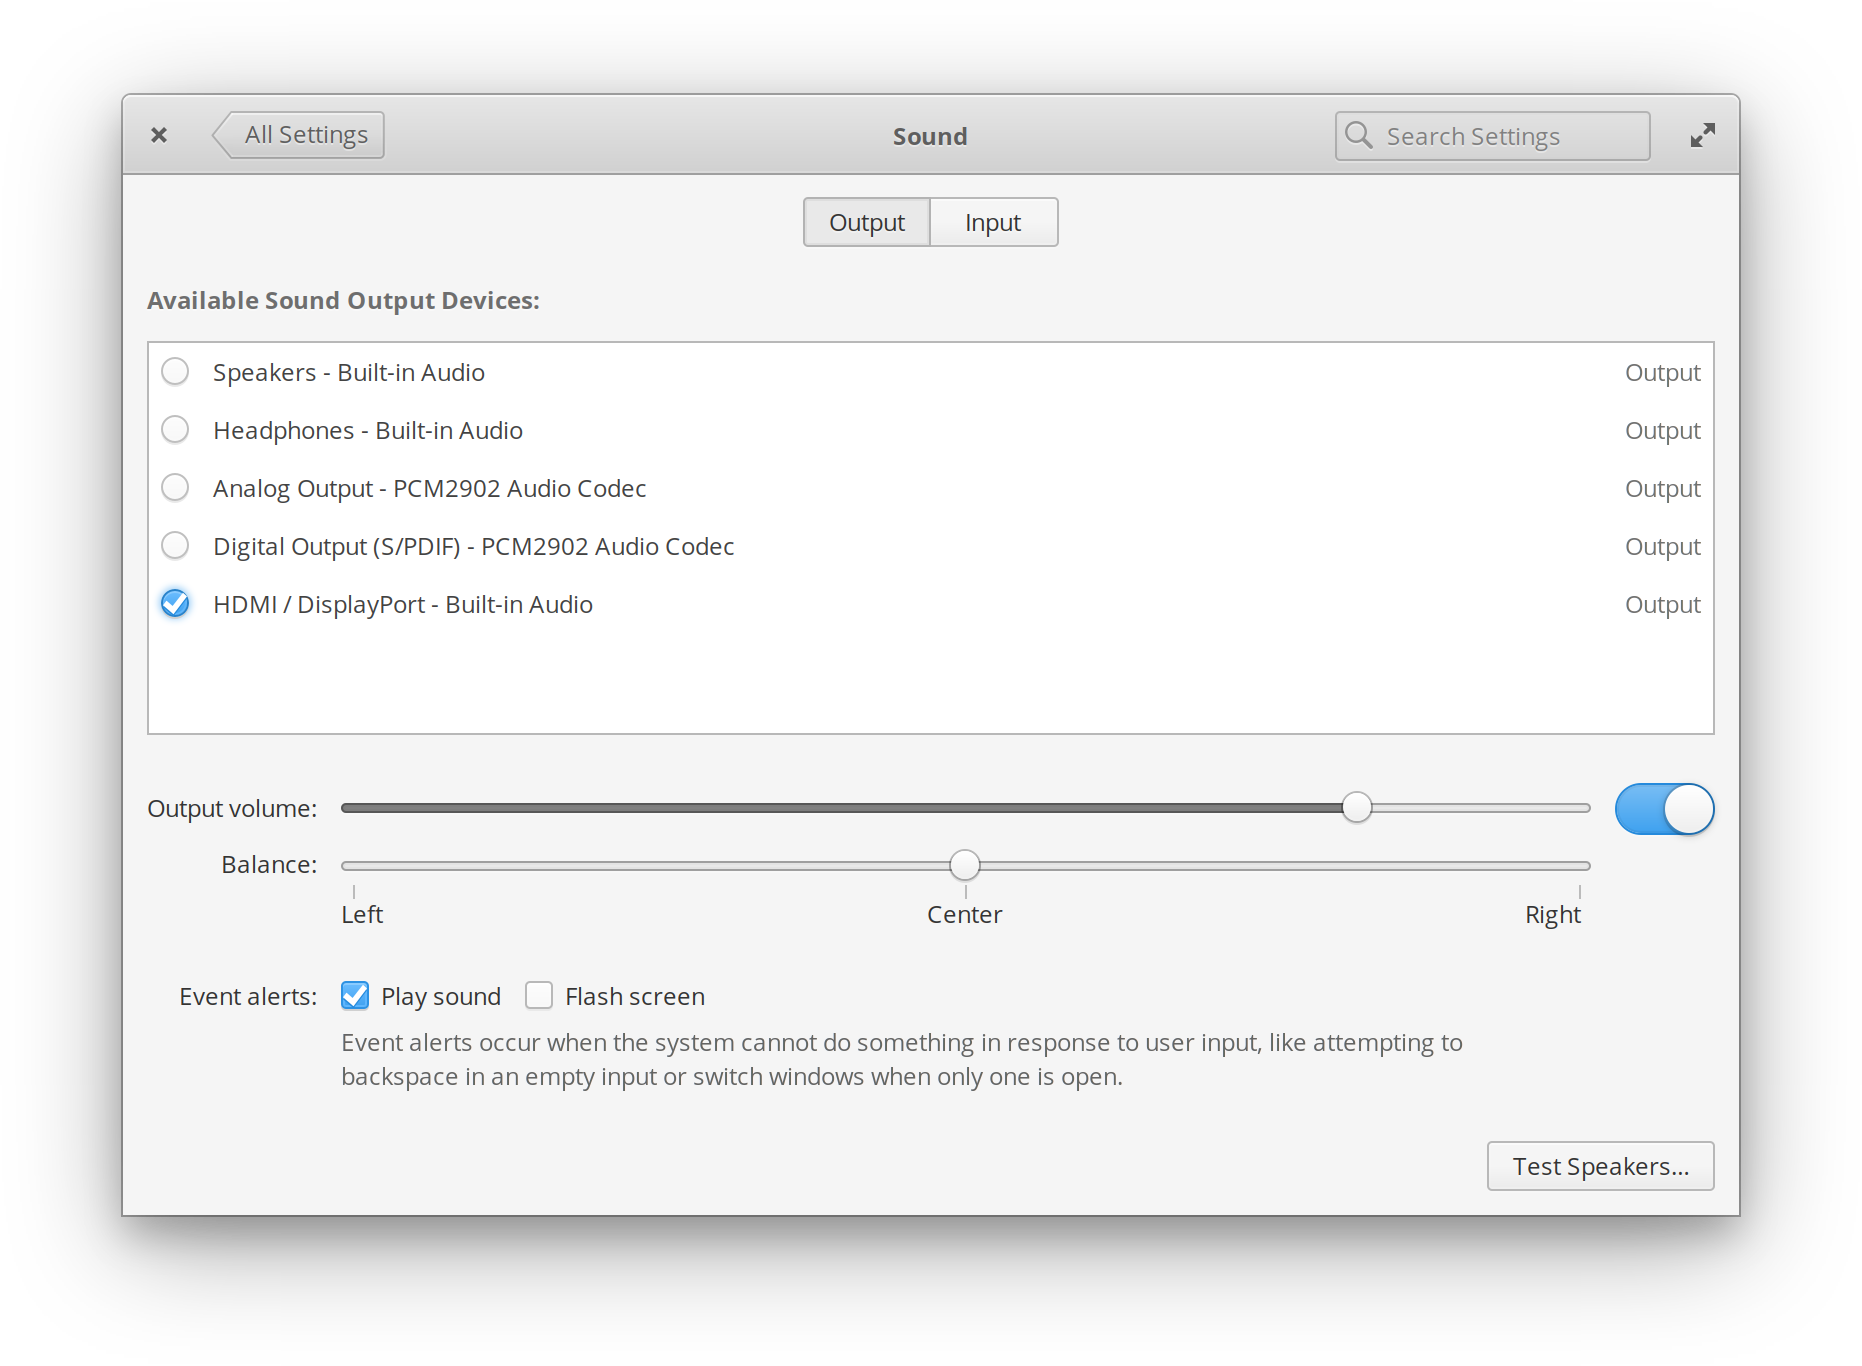 All Settings
Sound
Search Settings
Output
Input
Available Sound Output Devices:
Speakers - Built-in Audio Output
Headphones - Built-in Audio Output
Analog Output - PCM2902 Audio Codec Output
Digital Output (S/PDIF) - PCM2902 Audio Codec Output
HDMI / DisplayPort - Built-in Audio Output
Output volume:
Balance:
Left Center Right
Event alerts: Play sound Flash screen
Event alerts occur when the system cannot do something in response to user input, like attempting to
backspace in an empty input or switch windows when only one is open.
Test Speakers...